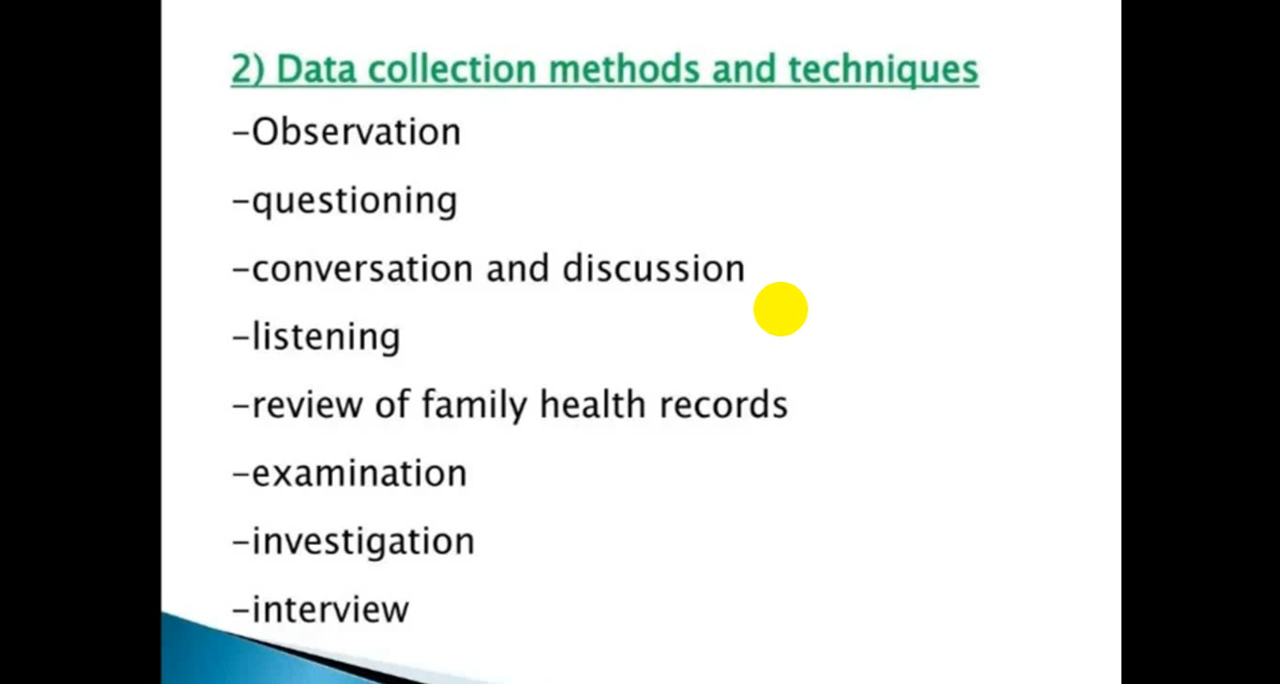 2) Data collection methods and techniques
-Observation
-questioning
-conversation and discussion
-listening
-review of family health records
-examination
-investigation
-interview